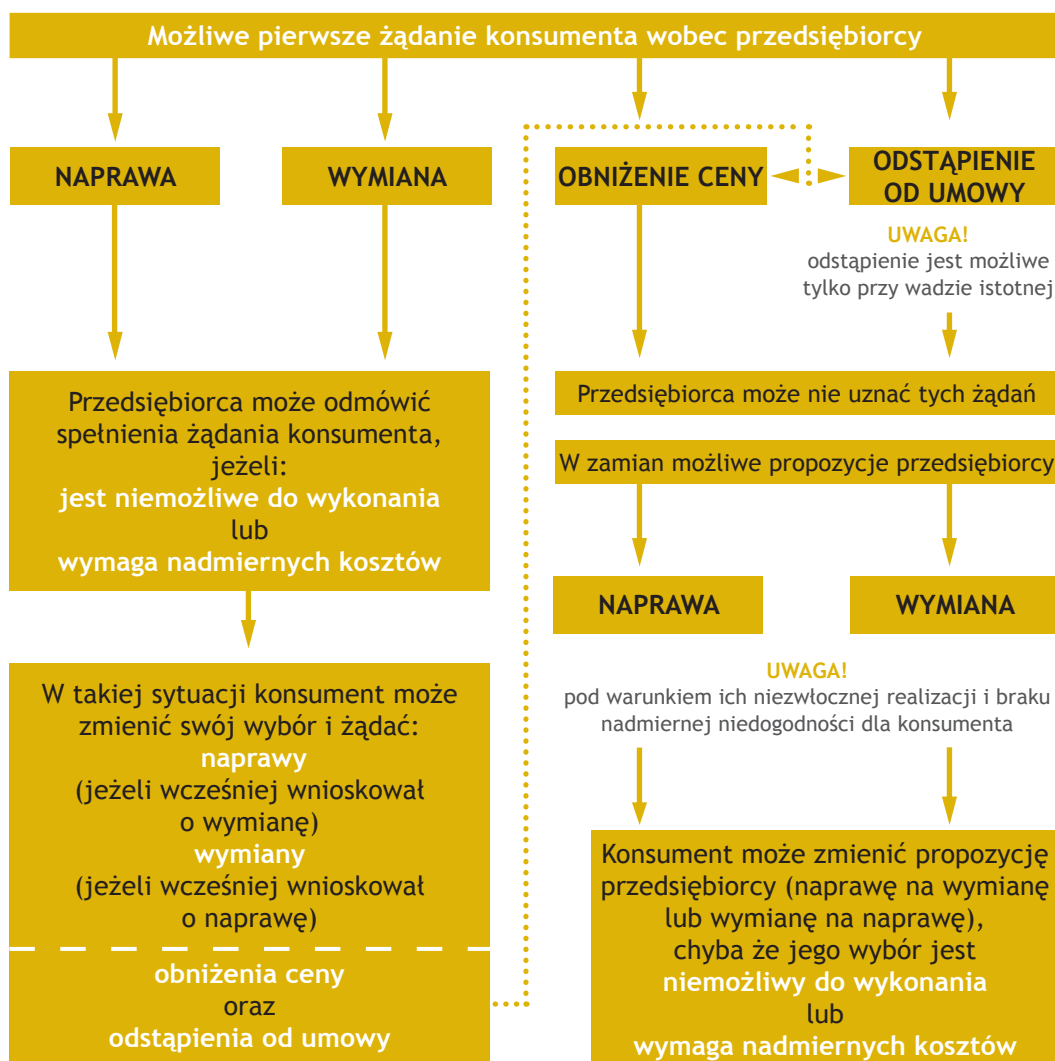 Możliwe pierwsze żądanie konsumenta wobec przedsiębiorcy
NAPRAWA
WYMIANA
OBNIŻENIE CENY
ODSTĄPIENIE
OD UMOWY
UWAGA!
odstąpienie jest możliwe
tylko przy wadzie istotnej
Przedsiębiorca może odmówić
spełnienia żądania konsumenta,
jeżeli:
jest niemożliwe do wykonania
lub
wymaga nadmiernych kosztów
W takiej sytuacji konsument może
zmienić swój wybór i żądać:
naprawy
(jeżeli wcześniej wnioskował
o wymianę)
wymiany
(jeżeli wcześniej wnioskował
o naprawę)
obniżenia ceny
oraz
odstąpienia od umowy
Przedsiębiorca może nie uznać tych żądań
W zamian możliwe propozycje przedsiębiorcy
NAPRAWA
WYMIANA
UWAGA!
pod warunkiem ich niezwłocznej realizacji i braku
nadmiernej niedogodności dla konsumenta
Konsument może zmienić propozycję
przedsiębiorcy (naprawę na wymianę
lub wymianę na naprawę),
chyba że jego wybór jest
niemożliwy do wykonania
lub
wymaga nadmiernych kosztów